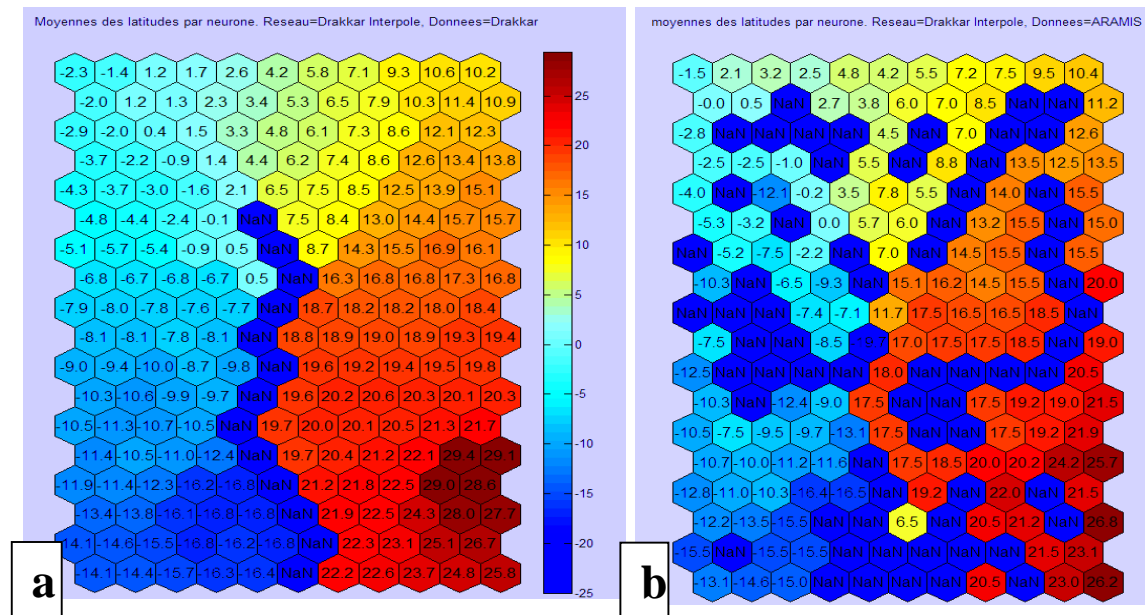 Moyennes des latitudes par neurone. Reseau=Drakkar Interpole, Donnees=Drakkar
-2.3 -1.4 1.2 1.7 2.6 4.2 5.8 7.1 9.3 10.6 10.2
-2.0 1.2 1.3 2.3 3.4 5.3 6.5 7.9 10.3 11.4 10.9
-2.9 -2.0 0.4 1.5 3.3 4.8 6.1 7.3 8.6 12.1 12.3
-3.7 -2.2 -0.9 1.4 4.4 6.2 7.4 8.6 12.6 13.4 13.8
-4.3 -3.7 -3.0 -1.6 2.1 6.5 7.5 8.5 12.5 13.9 15.1
-4.8 -4.4 -2.4 -0.1 NaN 7.5 8.4 13.0 14.4 15.7 15.7
-5.1 -5.7 -5.4 -0.9 0.5 NaN 8.7 14.3 15.5 16.9 16.1
-6.8 -6.7 -6.8 -6.7 0.5 NaN 16.3 16.8 16.8 17.3 16.8
-7.9 -8.0 -7.8 -7.6 -7.7 NaN 18.7 18.2 18.2 18.0 18.4
-8.1 -8.1 -7.8 -8.1 NaN 18.8 18.9 19.0 18.9 19.3 19.4
-9.0 -9.4 -10.0 -8.7 -9.8 NaN 19.6 19.2 19.4 19.5 19.8
-10.3 -10.6 -9.9 -9.7 NaN 19.6 20.2 20.6 20.3 20.1 20.3
-10.5 -11.3 -10.7 -10.5 NaN 19.7 20.0 20.1 20.5 21.3 21.7
-11.4 -10.5 -11.0 -12.4 NaN 19.7 20.4 21.2 22.1 29.4 29.1
-11.9 -11.4 -12.3 -16.2 -16.8 NaN 21.2 21.8 22.5 29.0 28.6
-13.4 -13.8 -16.1 -16.8 -16.8 NaN 21.9 22.5 24.3 28.0 27.7
-14.1 -14.6 -15.5 -16.8 -16.2 -16.8 NaN 22.3 23.1 25.1 26.7
-14.1 -14.4 -15.7 -16.3 -16.4 NaN 22.2 22.6 23.7 24.8 25.8
a
25
20
15
10
5
0
-5
-10
-15
-20
-25
moyennes des latitudes par neurone. Reseau=Drakkar Interpole, Donnees=ARAMIS
-1.5 2.1 3.2 2.5 4.8 4.2 5.5 7.2 7.5 9.5 10.4
-0.0 0.5 NaN 2.7 3.8 6.0 7.0 8.5 NaN NaN 11.2
-2.8 NaN NaN NaN NaN 4.5 NaN 7.0 NaN NaN 12.6
-2.5 -2.5 -1.0 NaN 5.5 NaN 8.8 NaN 13.5 12.5 13.5
-4.0 NaN -12.1 -0.2 3.5 7.8 5.5 NaN 14.0 NaN 15.5
-5.3 -3.2 NaN 0.0 5.7 6.0 NaN 13.2 15.5 NaN 15.0
NaN -5.2 -7.5 -2.2 NaN 7.0 NaN 14.5 15.5 NaN 15.5
-10.3 NaN -6.5 -9.3 NaN 15.1 16.2 14.5 15.5 NaN 20.0
NaN NaN NaN -7.4 -7.1 11.7 17.5 16.5 16.5 18.5 NaN
-7.5 NaN NaN -8.5 -19.7 17.0 17.5 17.5 18.5 NaN 19.0
-12.5 NaN NaN NaN NaN 18.0 NaN NaN NaN NaN 20.5
-10.3 NaN -12.4 -9.0 17.5 NaN NaN 17.5 19.2 19.0 21.5
-10.5 -7.5 -9.5 -9.7 -13.1 17.5 NaN NaN 17.5 19.2 21.9
-10.7 -10.0 -11.2 -11.6 NaN 17.5 18.5 20.0 20.2 24.2 25.7
-12.8 -11.0 -10.3 -16.4 -16.5 NaN 19.2 NaN 22.0 NaN 21.5
-12.2 -13.5 -15.5 NaN NaN 6.5 NaN 20.5 21.2 NaN 26.8
-15.5 NaN -15.5 -15.5 NaN NaN NaN NaN NaN 21.5 23.1
-13.1 -14.6 -15.0 NaN NaN NaN NaN 20.5 NaN 23.0 26.2
b